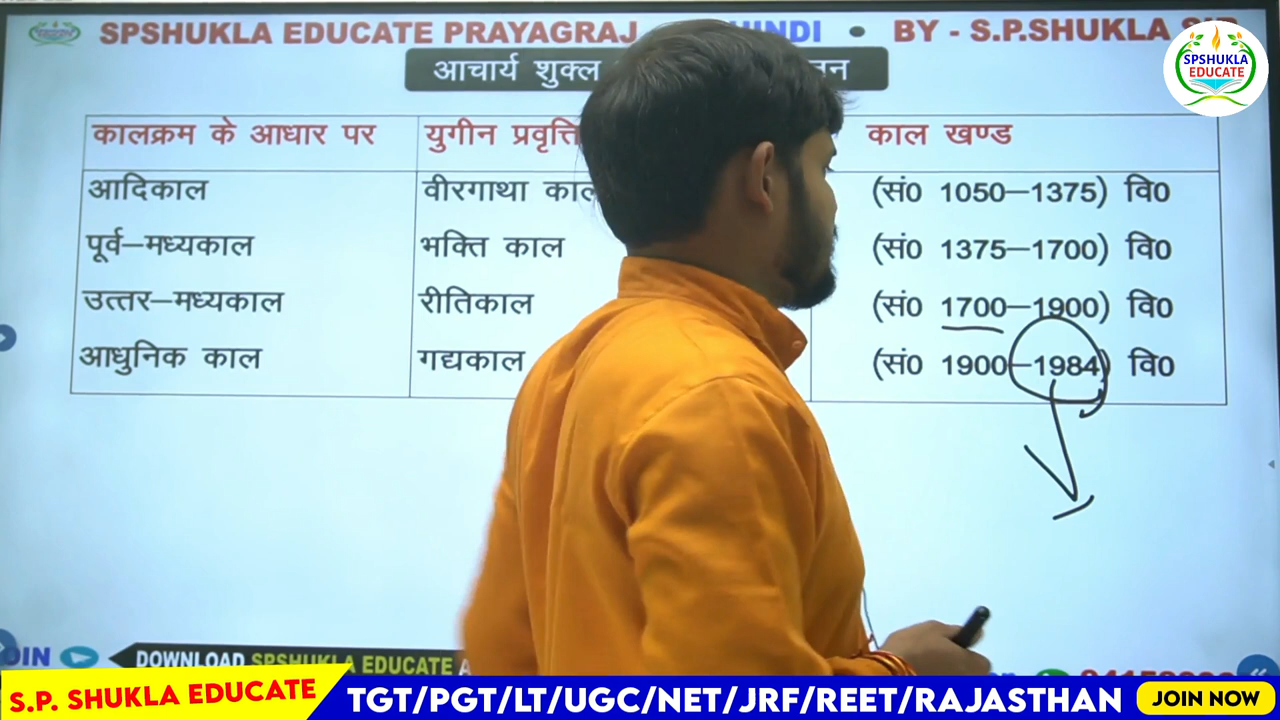 SPSHUKLA EDUCATE PRAYAGRAJ HINDI • BY - S.P.SHUKLA
SPSHUKLA
EDUCATE
आचार्य शुक्ल
कालक्रम के आधार पर काल खण्ड
आदिकाल वीरगाथा काल (सं0 1050–1375) वि0
पूर्व–मध्यकाल भक्ति काल (सं0 1375–1700) वि0
उत्तर–मध्यकाल रीतिकाल (सं0 1700–1900) वि0
आधुनिक काल गद्यकाल (सं0 1900–1984) वि0
DOWNLOAD SPSHUKLA EDUCATE
S.P. SHUKLA EDUCATE
TGT/PGT/LT/UGC/NET/JRF/REET/RAJASTHAN
JOIN NOW